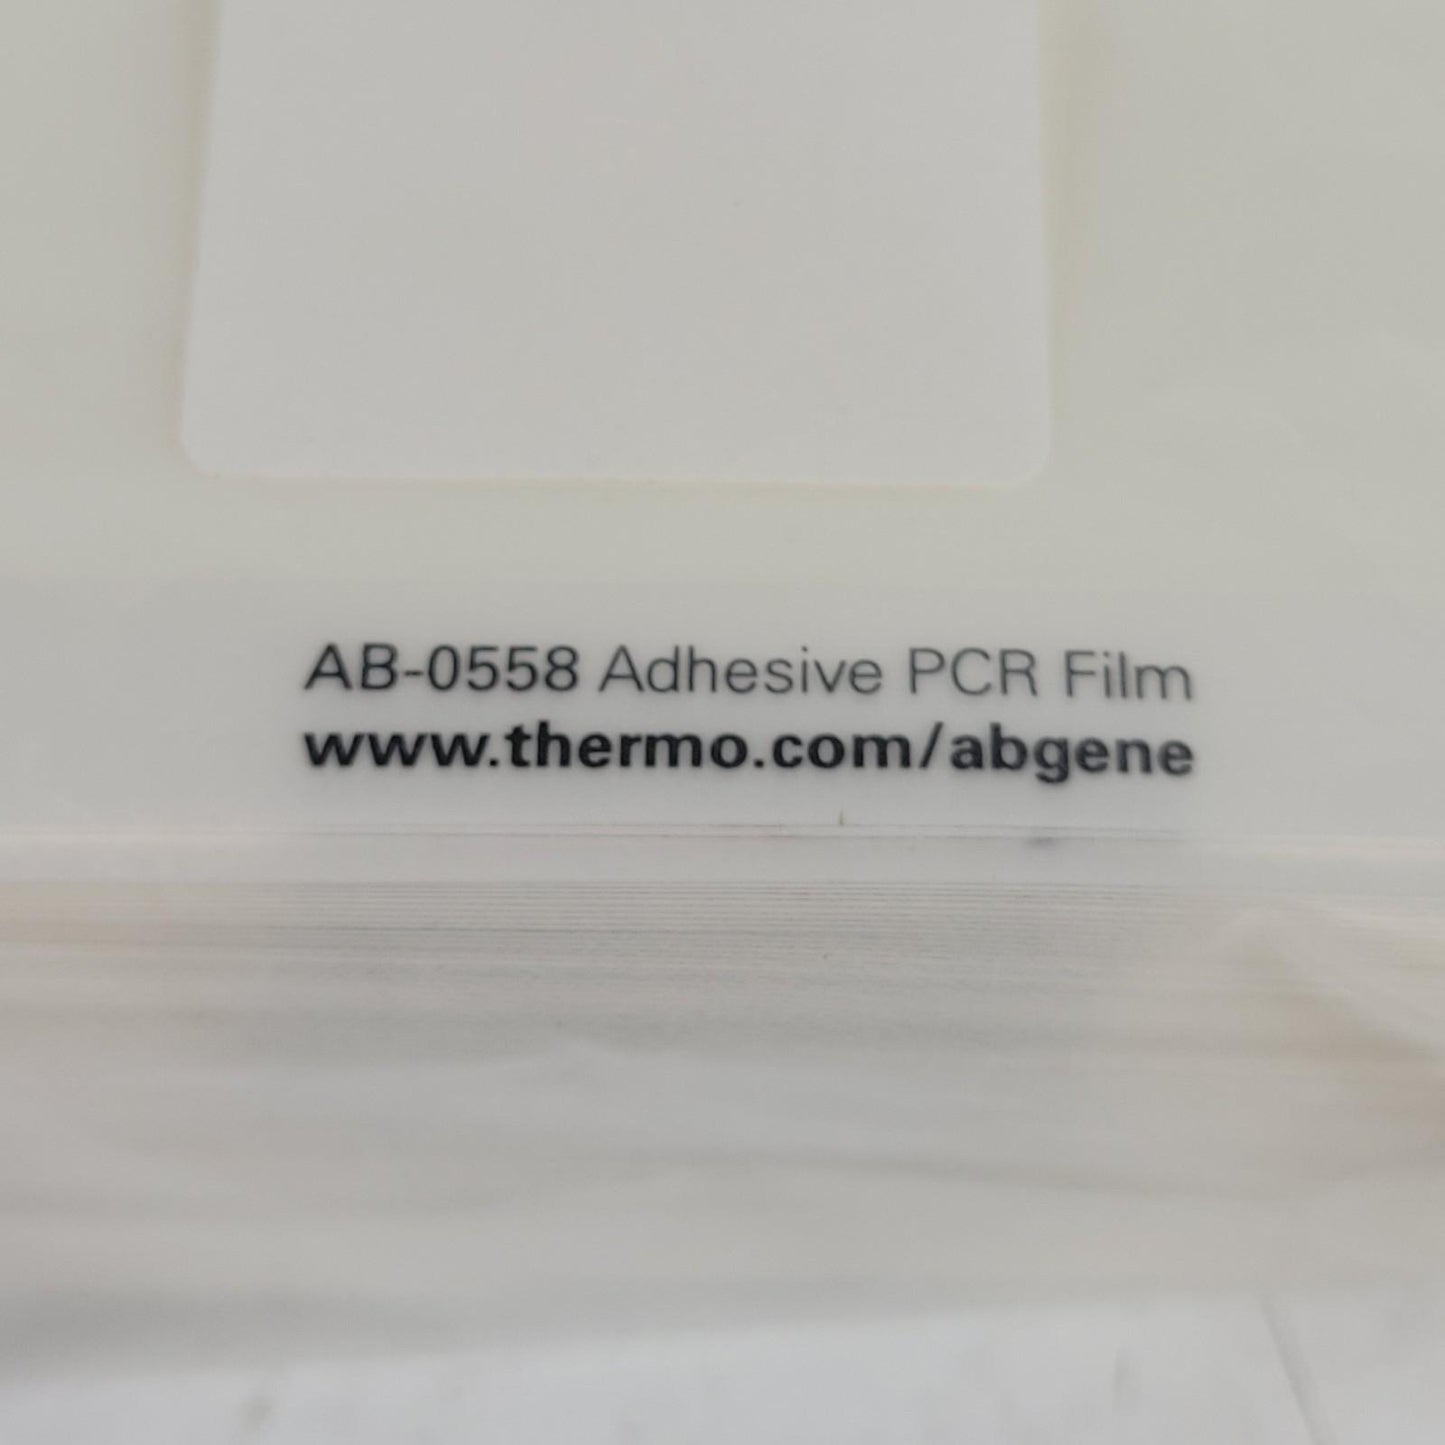 AB-0558 Adhesive PCR Film
www.thermo.com/abgene